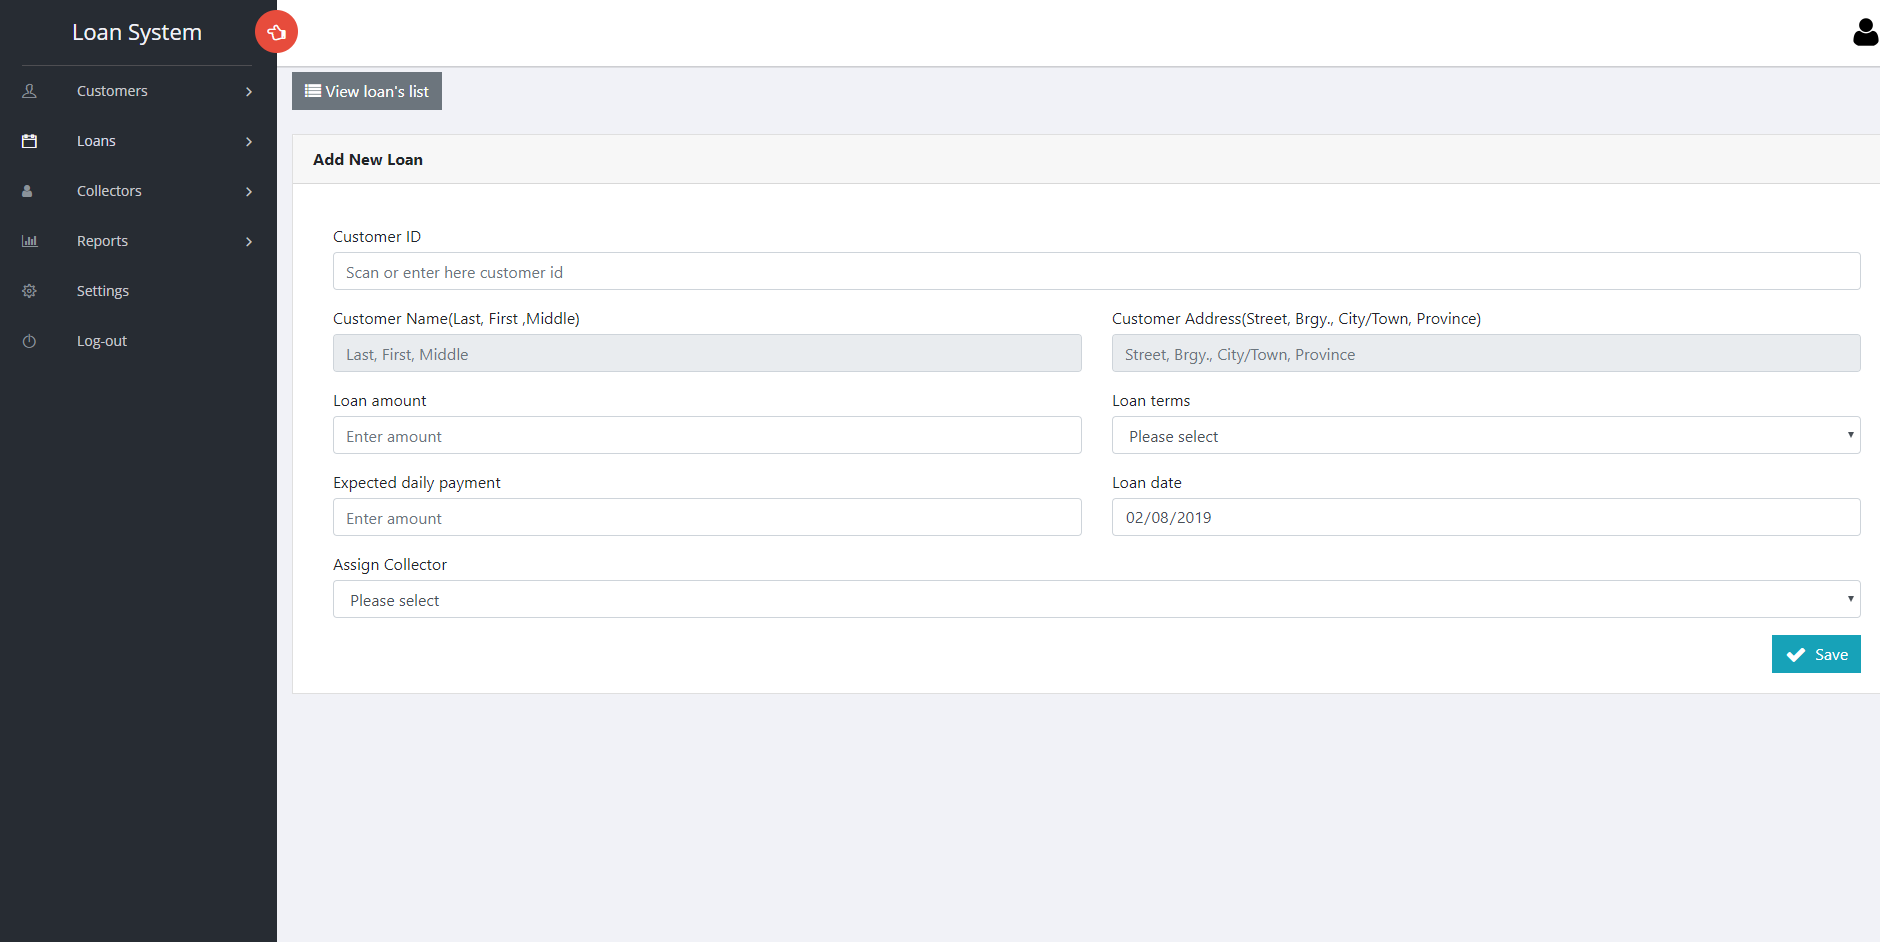 Loan System
Customers
Loans
Collectors
Reports
Settings
Log-out
View loan's list
Add New Loan
Customer ID
Scan or enter here customer id
Customer Name(Last, First ,Middle)
Customer Address(Street, Brgy., City/Town, Province)
Last, First, Middle
Street, Brgy., City/Town, Province
Loan amount
Loan terms
Enter amount
Please select
Expected daily payment
Loan date
Enter amount
02/08/2019
Assign Collector
Please select
Save